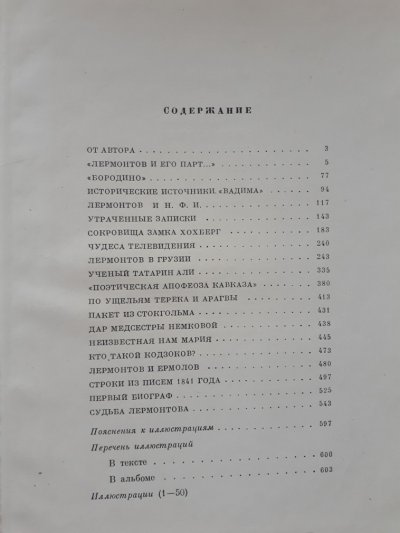 СОДЕРЖАНИЕ
ОТ АВТОРА . . . . . . . . . . . . . . . . . . . . 3
«ЛЕРМОНТОВ И ЕГО ПАРТ...» . . . . . . . . . . . . 5
«БОРОДИНО» . . . . . . . . . . . . . . . . . . . . 77
ИСТОРИЧЕСКИЕ ИСТОЧНИКИ «ВАДИМА» . . . . . . . . . 94
ЛЕРМОНТОВ И Н. Ф. И. . . . . . . . . . . . . . . . 117
УТРАЧЕННЫЕ ЗАПИСКИ . . . . . . . . . . . . . . . 143
СОКРОВИЩА ЗАМКА ХОХБЕРГ . . . . . . . . . . . . . 183
ЧУДЕСА ТЕЛЕВИДЕНИЯ . . . . . . . . . . . . . . . 240
ЛЕРМОНТОВ В ГРУЗИИ . . . . . . . . . . . . . . . 243
УЧЕНЫЙ ТАТАРИН АЛИ . . . . . . . . . . . . . . . 335
«ПОЭТИЧЕСКАЯ АПОФЕОЗА КАВКАЗА» . . . . . . . . . 380
ПО УЩЕЛЬЯМ ТЕРЕКА И АРАГВЫ . . . . . . . . . . . 413
ПАКЕТ ИЗ СТОКГОЛЬМА . . . . . . . . . . . . . . . 431
ДАР МЕДСЕСТРЫ НЕМКОВОЙ . . . . . . . . . . . . . 438
НЕИЗВЕСТНАЯ НАМ МАРИЯ . . . . . . . . . . . . . . 445
КТО ТАКОЙ КОДЗОКОВ? . . . . . . . . . . . . . . . 473
ЛЕРМОНТОВ И ЕРМОЛОВ . . . . . . . . . . . . . . . 480
СТРОКИ ИЗ ПИСЕМ 1841 ГОДА . . . . . . . . . . . . 497
ПЕРВЫЙ БИОГРАФ . . . . . . . . . . . . . . . . . 525
СУДЬБА ЛЕРМОНТОВА . . . . . . . . . . . . . . . . 543
Пояснения к иллюстрациям . . . . . . . . . . . . 597
Перечень иллюстраций
В тексте . . . . . . . . . . . . . . . . . . . . 600
В альбоме . . . . . . . . . . . . . . . . . . . . 603
Иллюстрации (1—50)